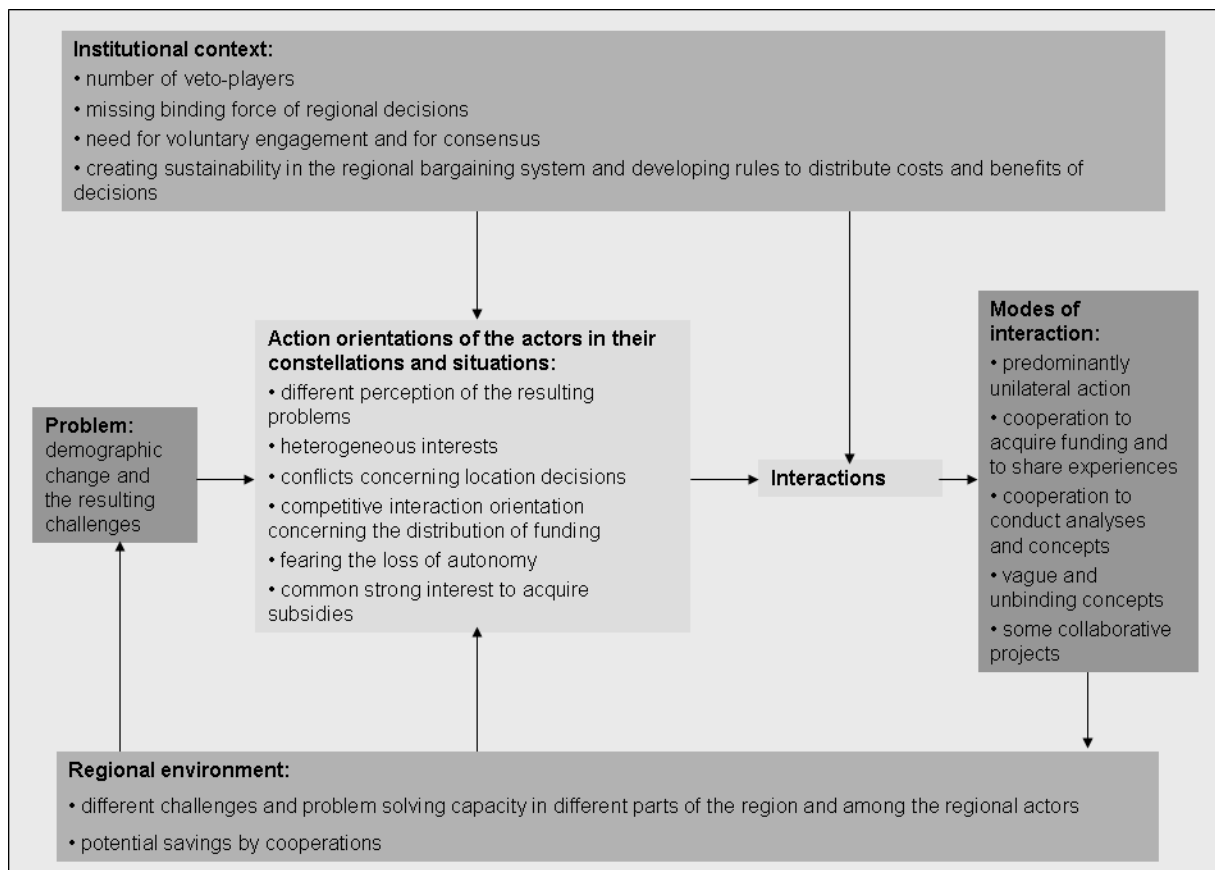 Institutional context:
• number of veto-players
• missing binding force of regional decisions
• need for voluntary engagement and for consensus
• creating sustainability in the regional bargaining system and developing rules to distribute costs and benefits of
decisions
Problem:
demographic
change and
the resulting
challenges
Action orientations of the actors in their
constellations and situations:
• different perception of the resulting
problems
• heterogeneous interests
• conflicts concerning location decisions
• competitive interaction orientation
concerning the distribution of funding
• fearing the loss of autonomy
• common strong interest to acquire
subsidies
Interactions
Modes of
interaction:
• predominantly
unilateral action
• cooperation to
acquire funding and
to share experiences
• cooperation to
conduct analyses
and concepts
• vague and
unbinding concepts
• some collaborative
projects
Regional environment:
• different challenges and problem solving capacity in different parts of the region and among the regional actors
• potential savings by cooperations